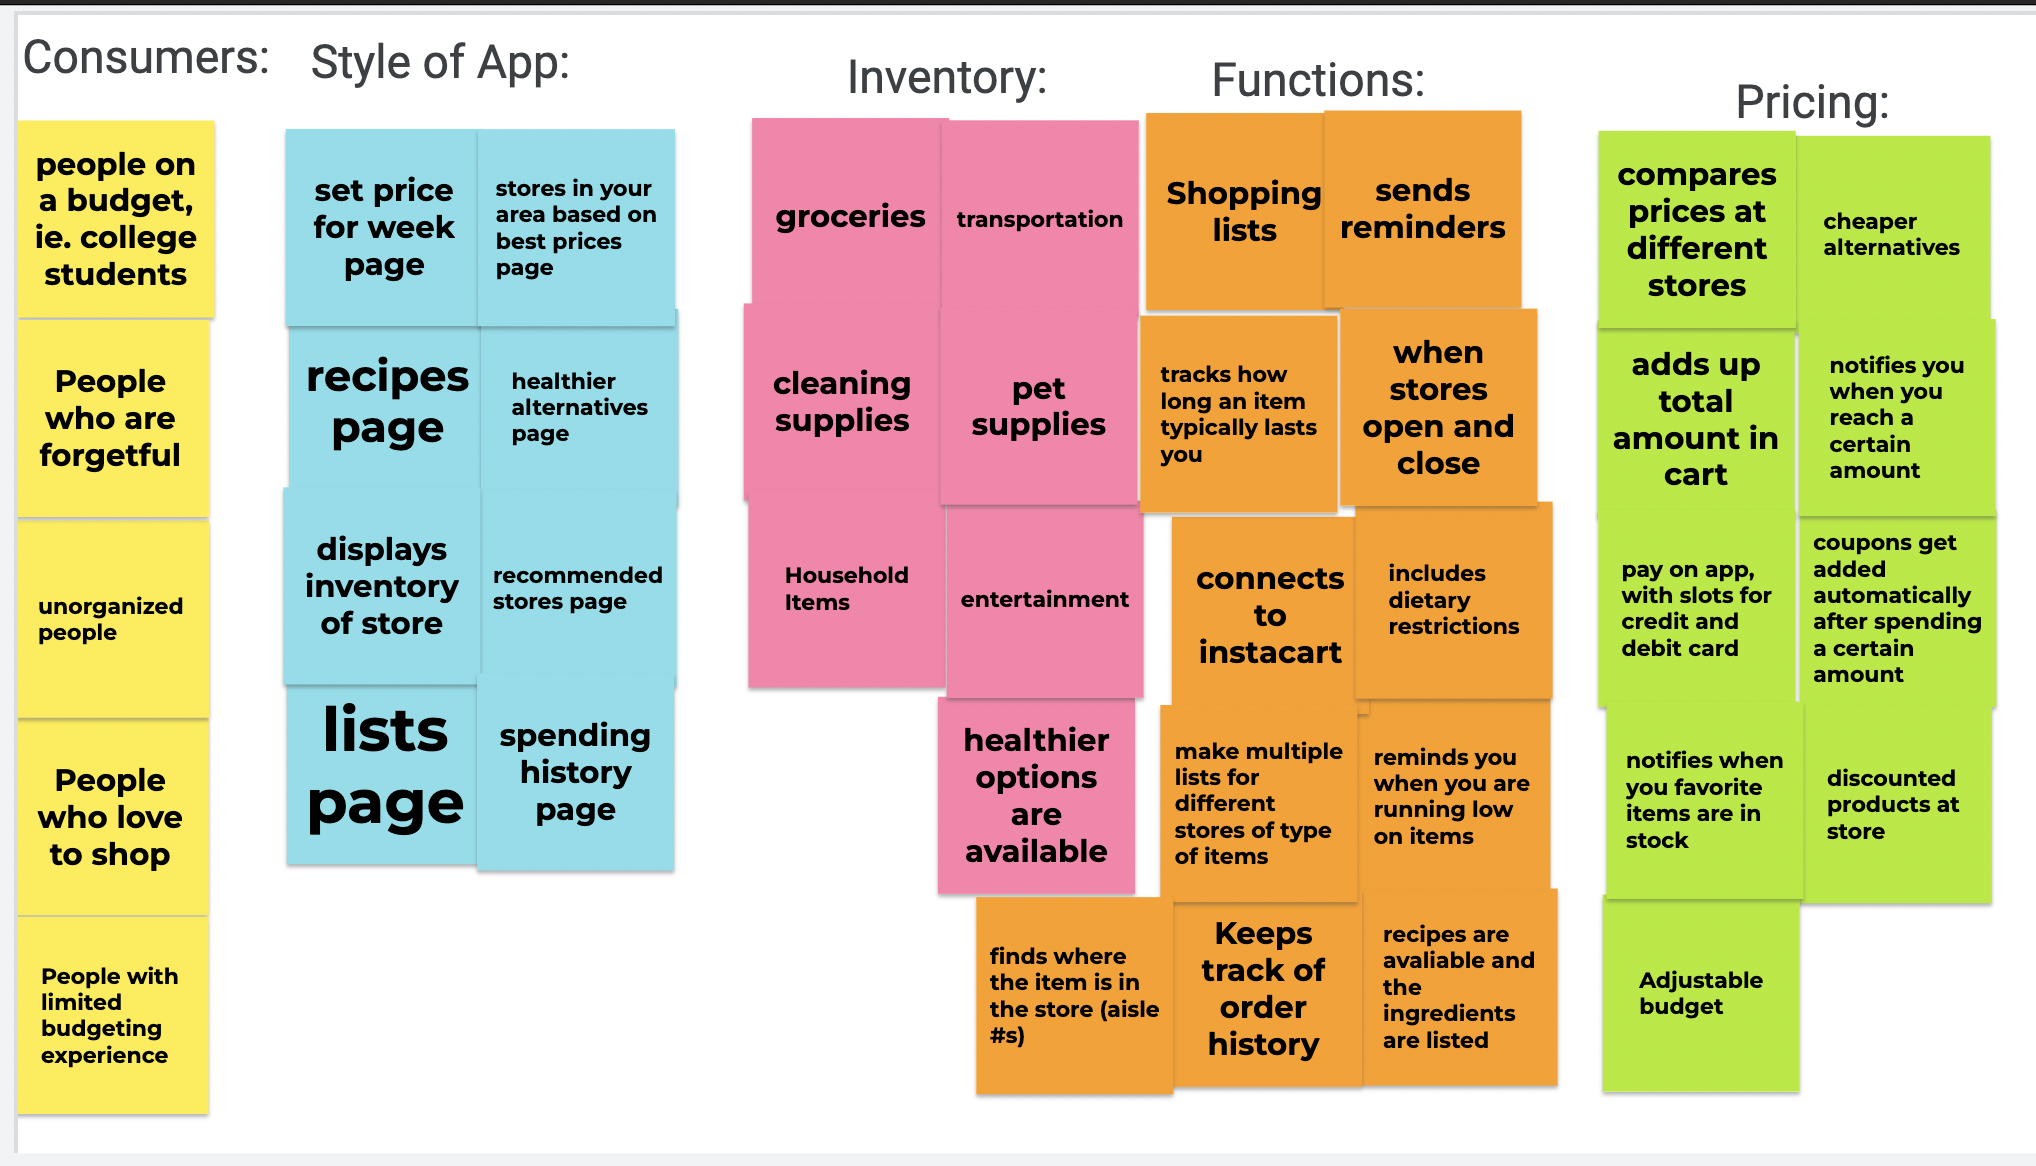 Consumers:
people on
a budget,
ie. college
students
People
who are
forgetful
unorganized
people
People
who love
to shop
People with
limited
budgeting
experience
Style of App:
set price
for week
page
stores in your
area based on
best prices
page
recipes
page
healthier
alternatives
page
displays
inventory
of store
recommended
stores page
lists
page
spending
history
page
Inventory:
groceries
transportation
cleaning
supplies
pet
supplies
Household
Items
entertainment
healthier
options
are
available
Functions:
Shopping
lists
sends
reminders
tracks how
long an item
typically lasts
you
when
stores
open and
close
connects
to
instacart
includes
dietary
restrictions
make multiple
lists for
different
stores of type
of items
reminds you
when you are
running low
on items
finds where
the item is in
the store (aisle
#s)
Keeps
track of
order
history
recipes are
avaliable and
the
ingredients
are listed
Pricing:
compares
prices at
different
stores
cheaper
alternatives
adds up
total
amount in
cart
notifies you
when you
reach a
certain
amount
pay on app,
with slots for
credit and
debit card
coupons get
added
automatically
after spending
a certain
amount
notifies when
you favorite
items are in
stock
discounted
products at
store
Adjustable
budget